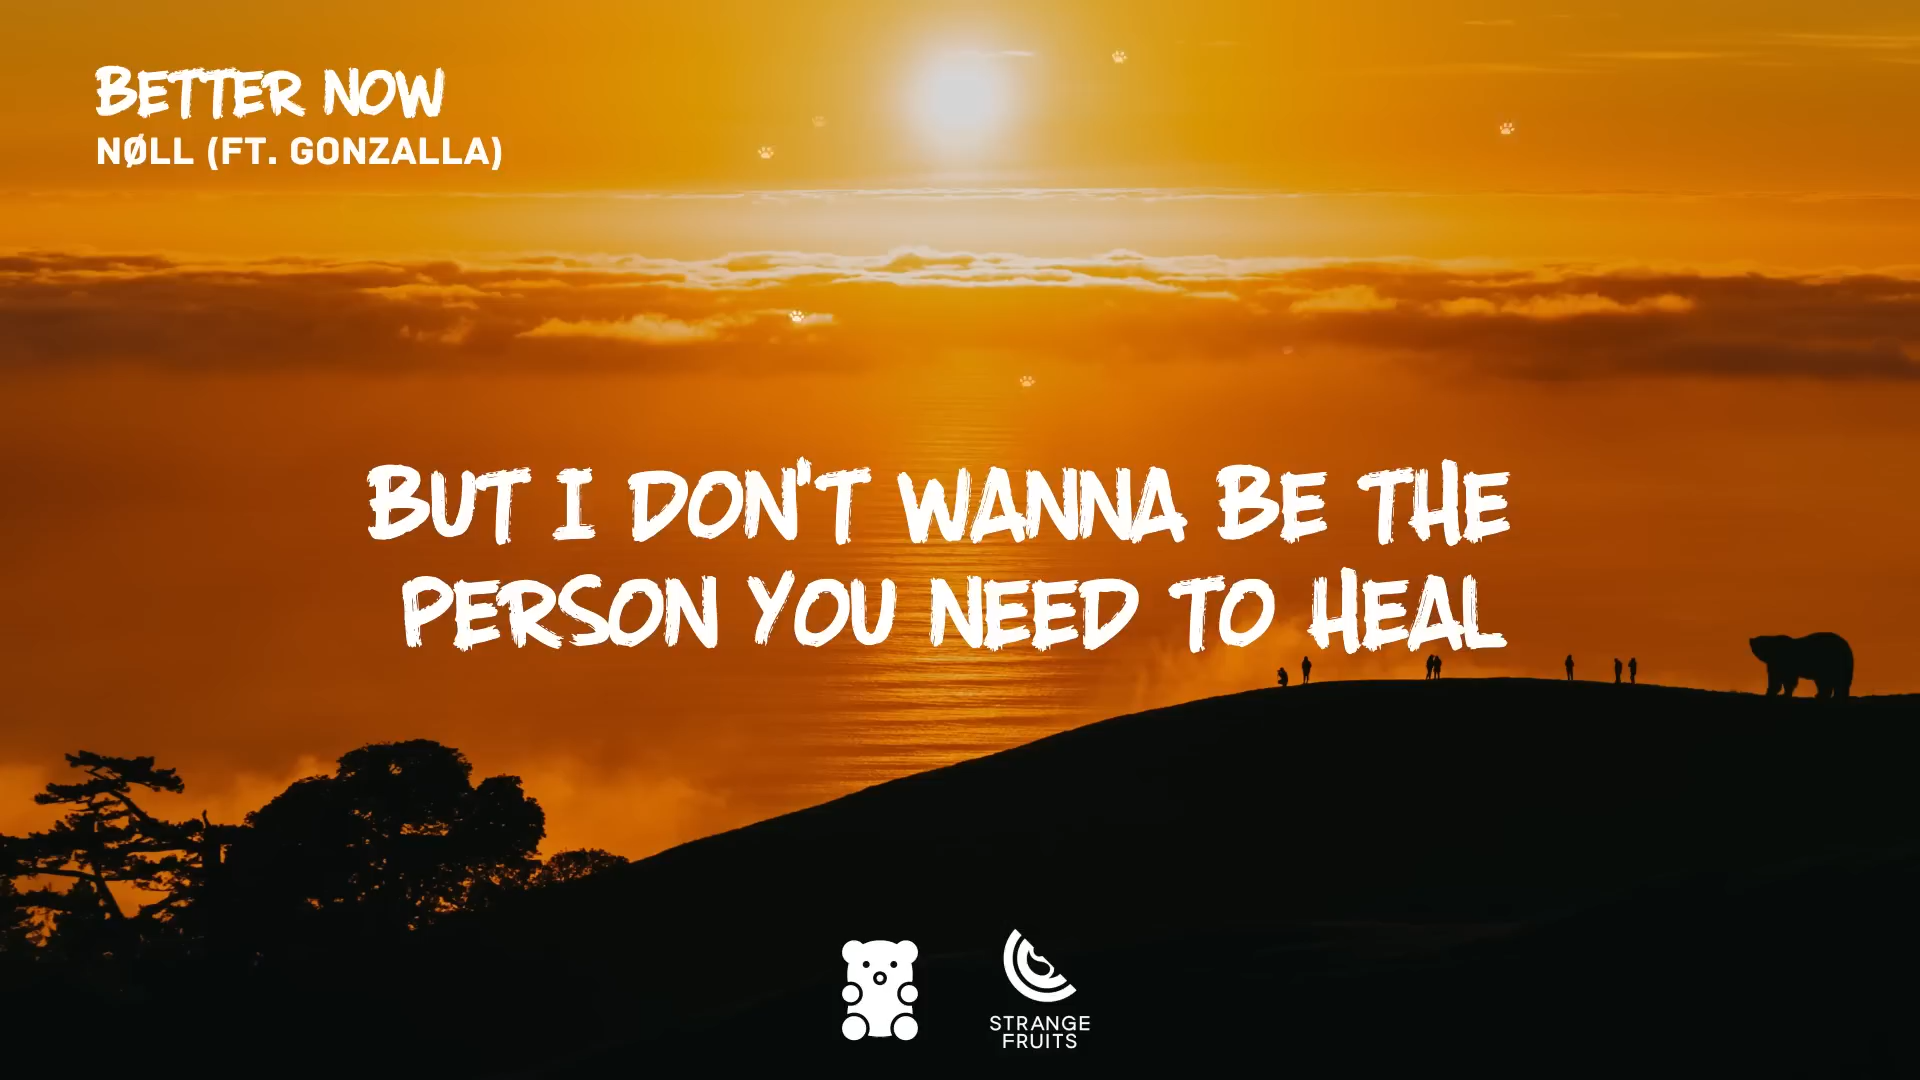 BETTER NOW
NØLL (FT. GONZALLA)
BUT I DON'T WANNA BE THE
PERSON YOU NEED TO HEAL
STRANGE
FRUITS